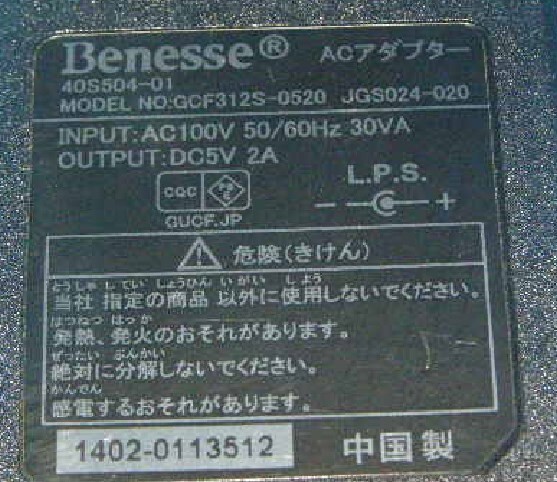 Benesse® ACアダプター
40S504-01
MODEL NO:GCF312S-0520 JGS024-020
INPUT:AC100V 50/60Hz 30VA
OUTPUT:DC5V 2A
L.P.S.
CQC PSE
- +
GUCF.JP
危険(きけん)
とうしゃ してい しょうひん いがい しよう
当社 指定の商品 以外に使用しないでください。
はつねつ はっか
発熱、発火のおそれがあります。
ぜったい ぶんかい
絶対に分解しないでください。
かんでん
感電するおそれがあります。
1402-0113512 中国製